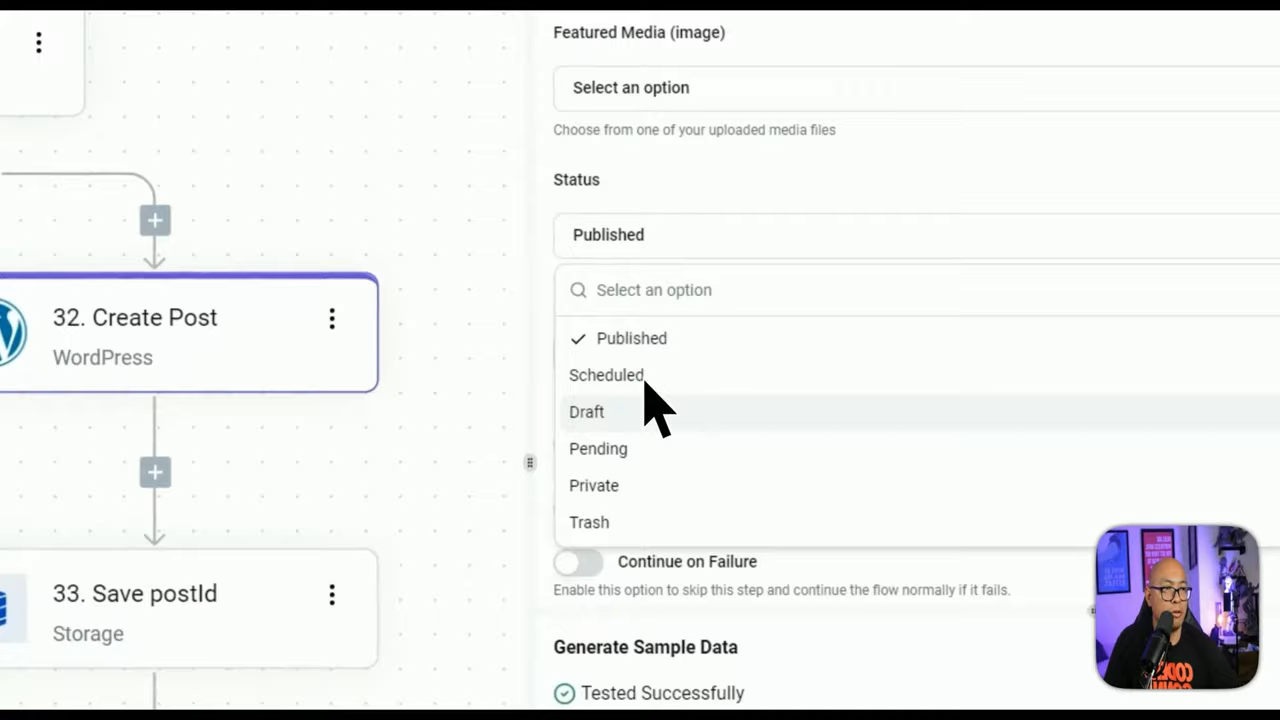 Featured Media (image)
Select an option
Choose from one of your uploaded media files
Status
Published
Select an option
Published
Scheduled
Draft
Pending
Private
Trash
Continue on Failure
Enable this option to skip this step and continue the flow normally if it fails.
Generate Sample Data
Tested Successfully
32. Create Post
WordPress
33. Save postId
Storage